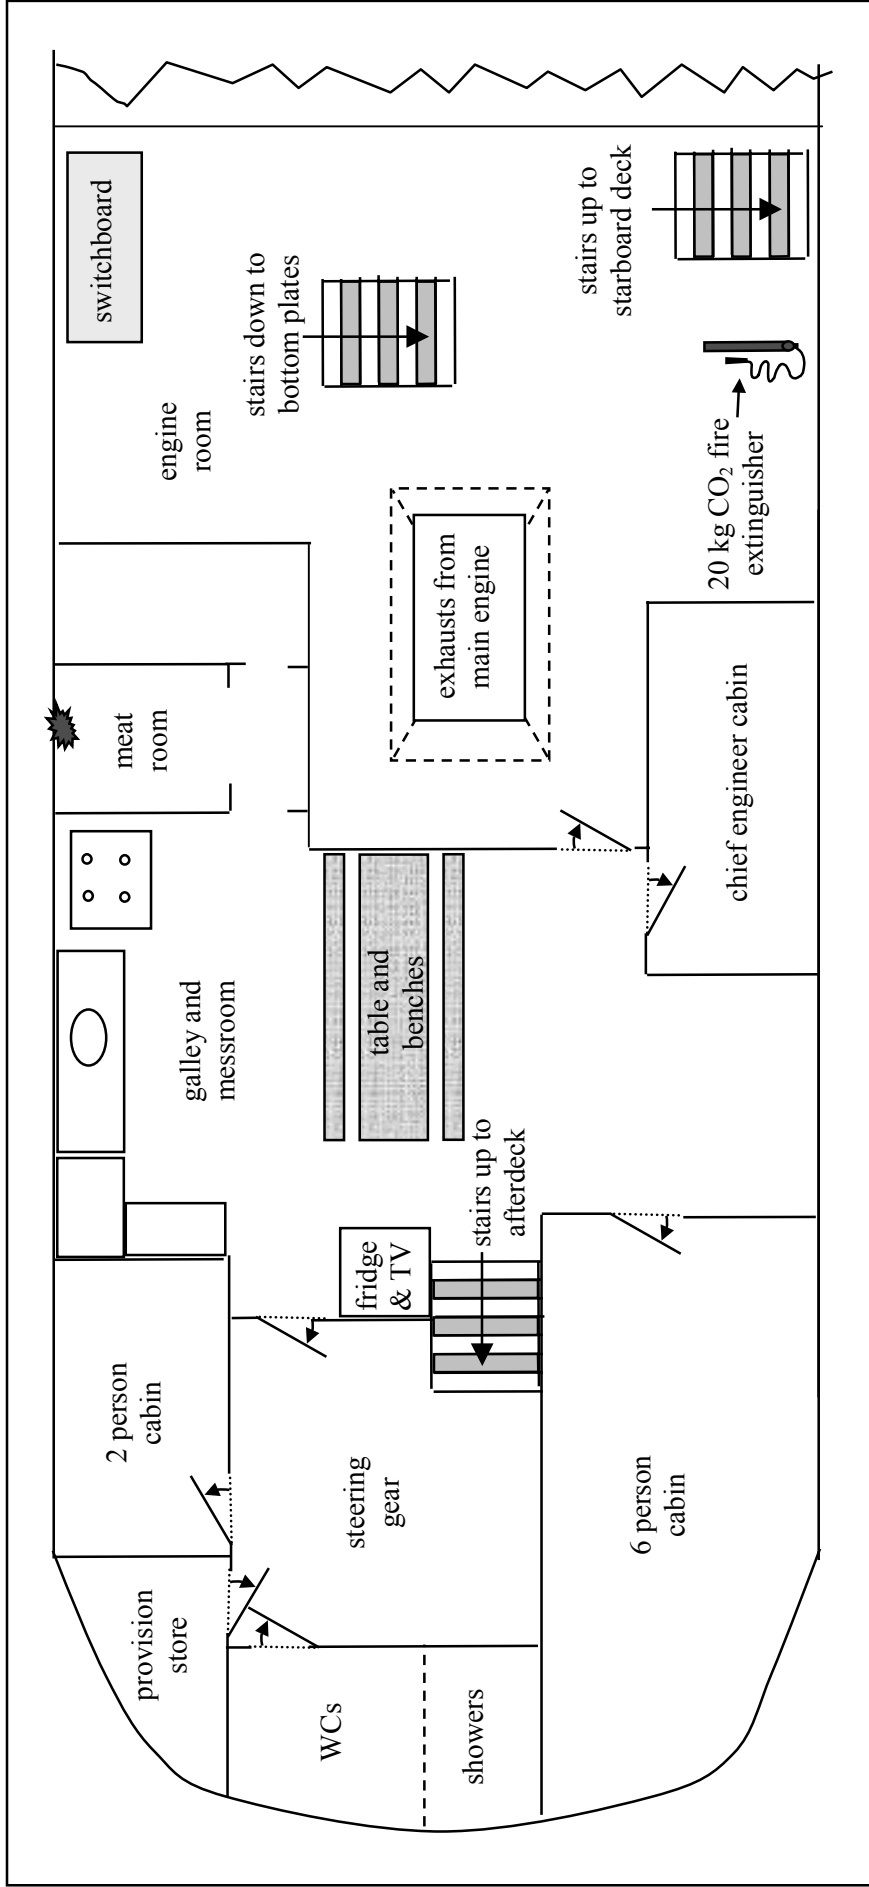 switchboard
stairs up to
starboard deck
stairs down to
bottom plates
engine
room
20 kg CO₂ fire
extinguisher
exhausts from
main engine
meat
room
chief engineer cabin
galley and
messroom
table and
benches
stairs up to
afterdeck
fridge
& TV
2 person
cabin
steering
gear
6 person
cabin
provision
store
WCs
showers